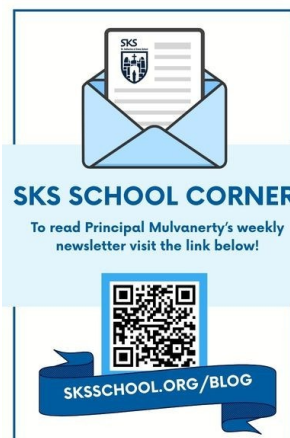 SKS
SKS SCHOOL CORNER
To read Principal Mulvanerty's weekly
newsletter visit the link below!
SKSSCHOOL.ORG/BLOG